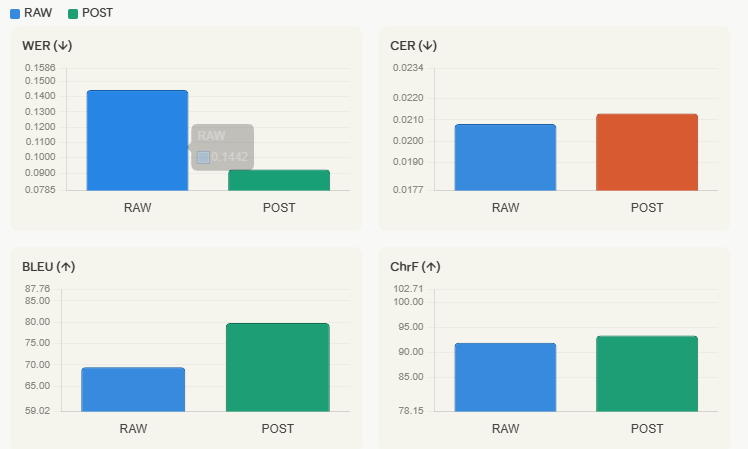 RAW POST
WER (↓)
0.1586
0.1500
0.1400
0.1300
0.1200
0.1100
0.1000
0.0900
0.0785
RAW
0.1442
RAW POST
CER (↓)
0.0234
0.0220
0.0210
0.0200
0.0190
0.0177
RAW POST
BLEU (↑)
87.76
85.00
80.00
75.00
70.00
65.00
59.02
RAW POST
ChrF (↑)
102.71
100.00
95.00
90.00
85.00
78.15
RAW POST